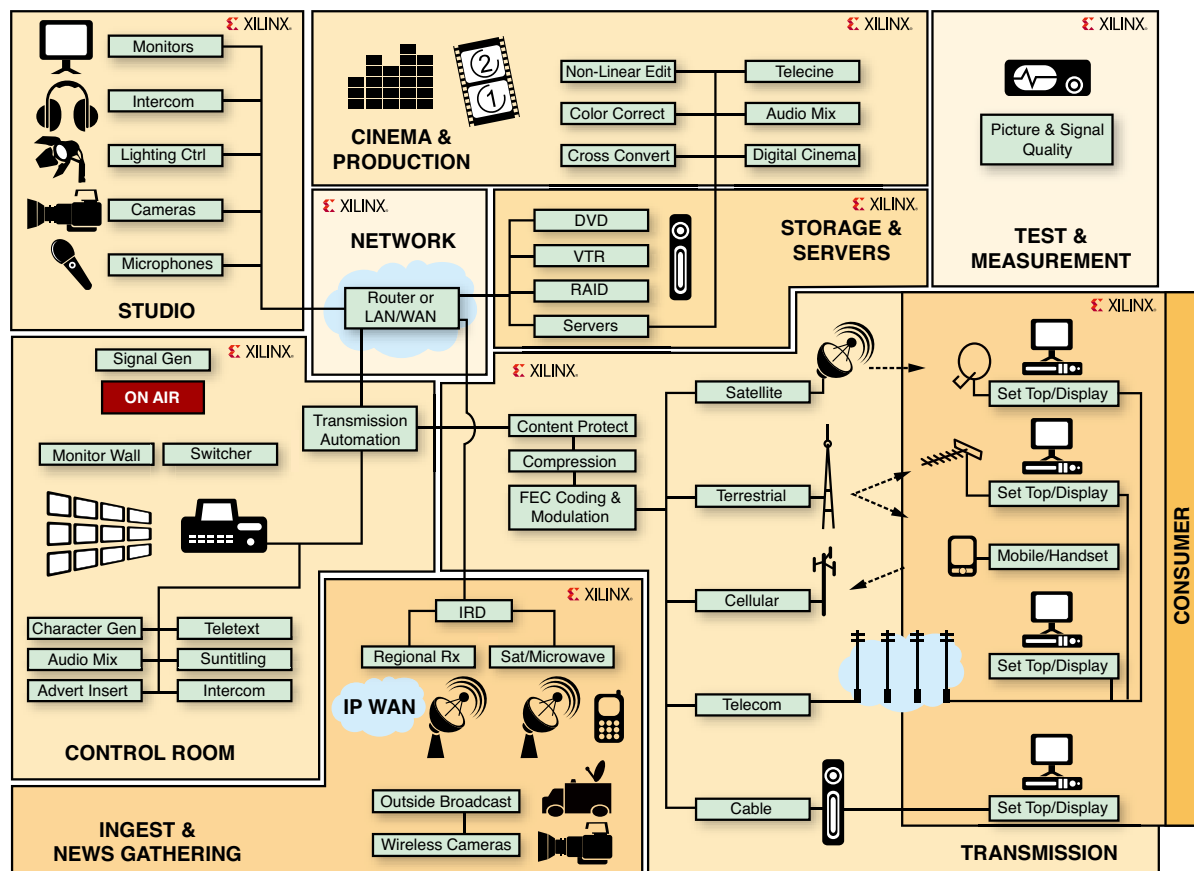 XILINX®
Monitors
Intercom
Lighting Ctrl
Cameras
Microphones
STUDIO
XILINX®
2
1
CINEMA &
PRODUCTION
Non-Linear Edit
Telecine
Color Correct
Audio Mix
Cross Convert
Digital Cinema
XILINX®
Picture & Signal
Quality
TEST &
MEASUREMENT
XILINX®
NETWORK
Router or
LAN/WAN
XILINX®
DVD
VTR
RAID
Servers
STORAGE &
SERVERS
XILINX®
Signal Gen
ON AIR
Monitor Wall
Switcher
Transmission
Automation
Character Gen
Teletext
Audio Mix
Suntitling
Advert Insert
Intercom
CONTROL ROOM
XILINX®
Content Protect
Compression
FEC Coding &
Modulation
Satellite
Terrestrial
Cellular
Telecom
Cable
XILINX®
Set Top/Display
Set Top/Display
Mobile/Handset
Set Top/Display
Set Top/Display
CONSUMER
TRANSMISSION
XILINX®
IRD
Regional Rx
Sat/Microwave
IP WAN
Outside Broadcast
Wireless Cameras
INGEST &
NEWS GATHERING